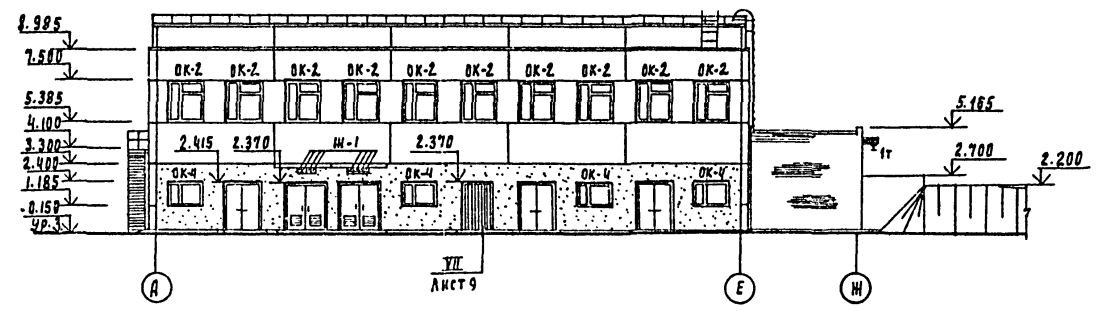 8.985
7.500
5.385
4.100
3.300
2.400
1.185
-0.150
ур.з
ОК-2 ОК-2 ОК-2 ОК-2 ОК-2 ОК-2 ОК-2 ОК-2 ОК-2 ОК-2
2.415 2.370 Ж-1 2.370
ОК-4 ОК-4 ОК-4 ОК-4
5.165
1т
2.700
2.200
VII
Лист 9
А Е Ж